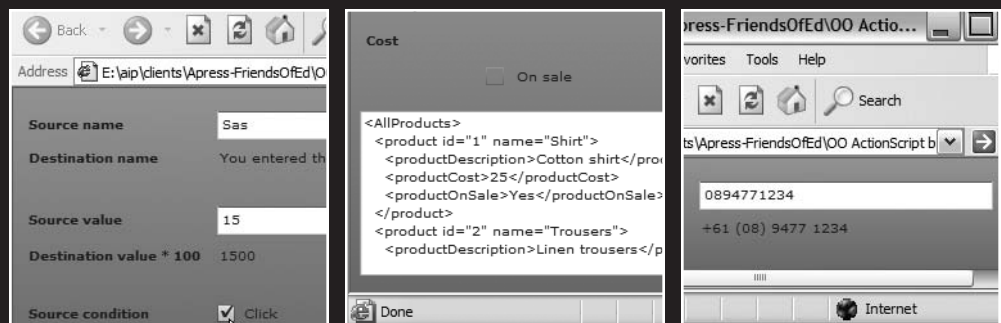 Back
Address E:\aip\clients\Apress-FriendsOfEd\O
Source name Sas
Destination name You entered th
Source value 15
Destination value * 100 1500
Source condition Click
Cost
On sale
<AllProducts>
<product id="1" name="Shirt">
<productDescription>Cotton shirt</pro
<productCost>25</productCost>
<productOnSale>Yes</productOnSale>
</product>
<product id="2" name="Trousers">
<productDescription>Linen trousers</p
Done
press-FriendsOfEd\OO Actio...
vorites Tools Help
Search
ts\Apress-FriendsOfEd\OO ActionScript b
0894771234
+61 (08) 9477 1234
Internet